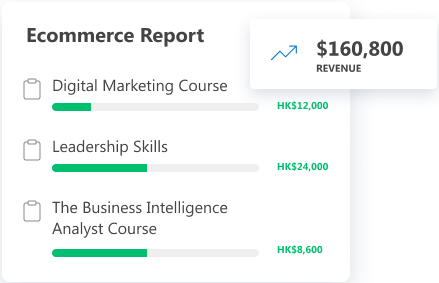 Ecommerce Report
$160,800
REVENUE
Digital Marketing Course
HK$12,000
Leadership Skills
HK$24,000
The Business Intelligence
Analyst Course
HK$8,600